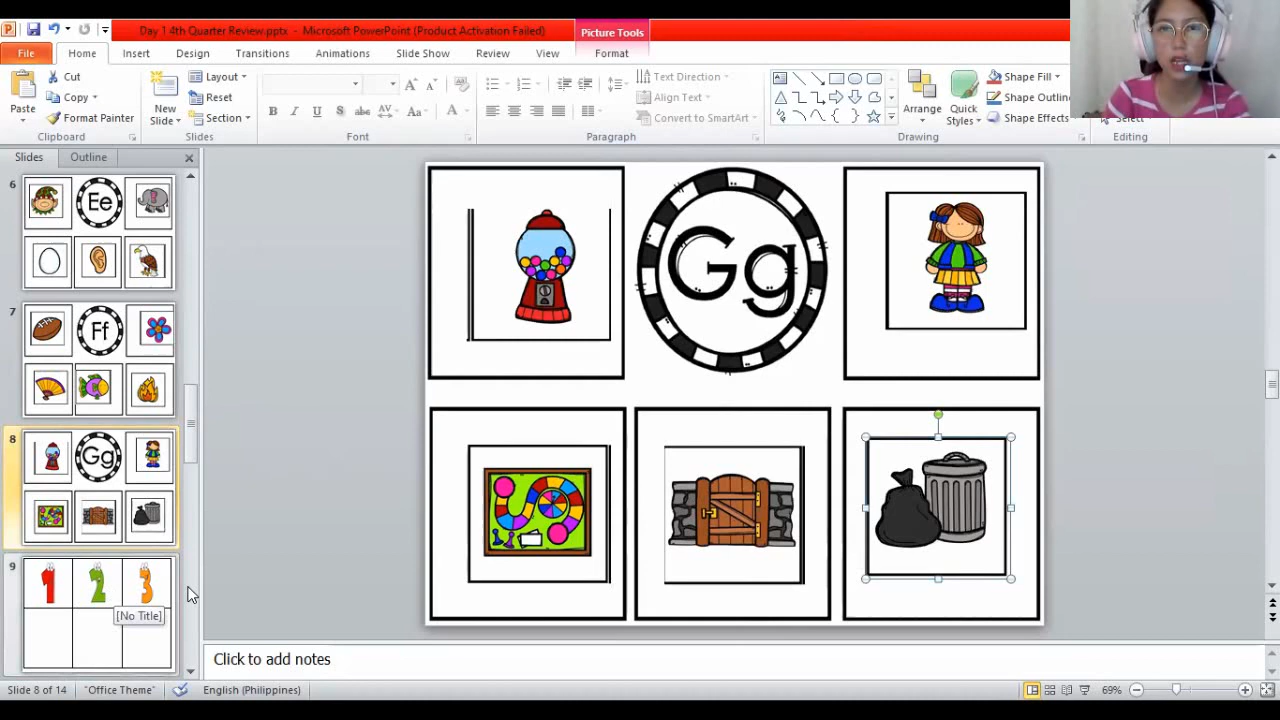 Day 1 4th Quarter Review.pptx - Microsoft PowerPoint (Product Activation Failed)
Picture Tools
File
Home
Insert
Design
Transitions
Animations
Slide Show
Review
View
Format
Paste
Cut
Copy
Format Painter
Clipboard
New Slide
Layout
Reset
Section
Slides
B I U S abc AV Aa A
Font
Text Direction
Align Text
Convert to SmartArt
Paragraph
Arrange
Quick Styles
Shape Fill
Shape Outlin
Shape Effects
Drawing
Select
Editing
Slides
Outline
6
Ee
7
Ff
8
Gg
9
1 2 3
[No Title]
Gg
Click to add notes
Slide 8 of 14
"Office Theme"
English (Philippines)
69%